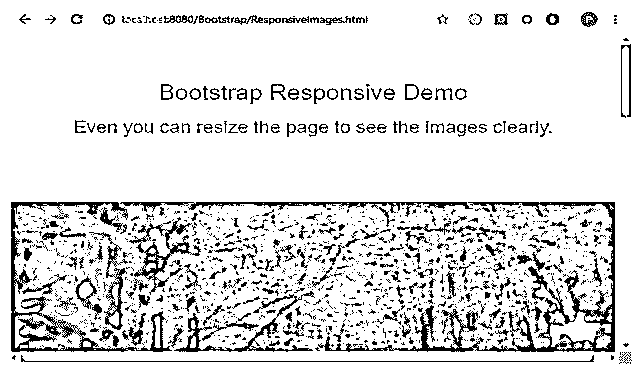 localhost:8080/Bootstrap/ResponsiveImages.html
Bootstrap Responsive Demo
Even you can resize the page to see the images clearly.